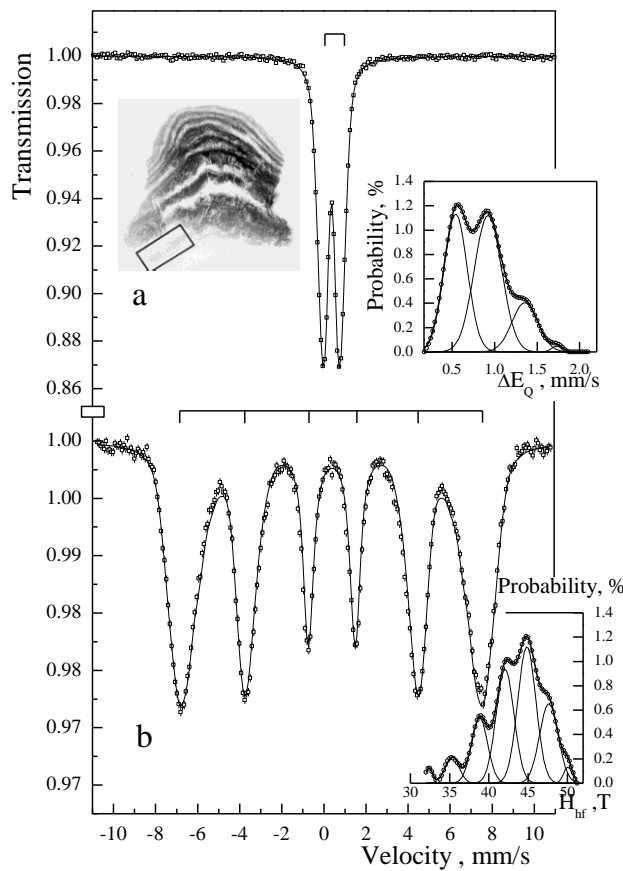 Transmission
1.00
0.98
0.96
0.94
0.92
0.90
0.88
0.86
a
Probability, %
1.4
1.2
1.0
0.8
0.6
0.4
0.2
0.0
0.5 1.0 1.5 2.0
ΔE_Q , mm/s
1.00
1.00
0.99
0.98
0.98
0.97
0.97
b
Probability, %
1.4
1.2
1.0
0.8
0.6
0.4
0.2
0.0
30 35 40 45 50
H_hf ,T
-10 -8 -6 -4 -2 0 2 4 6 8 10
Velocity , mm/s